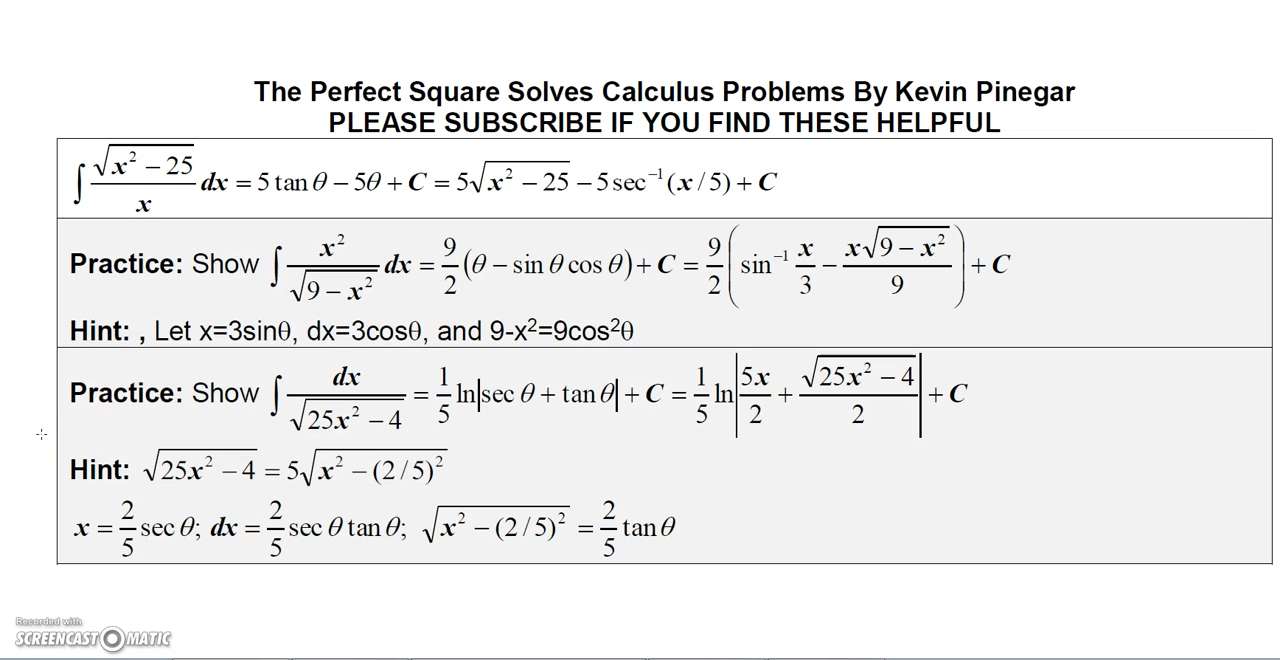 The Perfect Square Solves Calculus Problems By Kevin Pinegar
PLEASE SUBSCRIBE IF YOU FIND THESE HELPFUL
∫ √(x² − 25) / x dx = 5 tan θ − 5θ + C = 5√(x² − 25) − 5 sec⁻¹(x / 5) + C
Practice: Show ∫ x² / √(9 − x²) dx = 9/2 (θ − sin θ cos θ) + C = 9/2 (sin⁻¹ x/3 − x√(9 − x²) / 9) + C
Hint: , Let x=3sinθ, dx=3cosθ, and 9-x²=9cos²θ
Practice: Show ∫ dx / √(25x² − 4) = 1/5 ln|sec θ + tan θ| + C = 1/5 ln|5x/2 + √(25x² − 4) / 2| + C
Hint: √(25x² − 4) = 5√(x² − (2 / 5)²)
x = 2/5 sec θ; dx = 2/5 sec θ tan θ; √(x² − (2 / 5)²) = 2/5 tan θ
Recorded with
SCREENCAST-O-MATIC